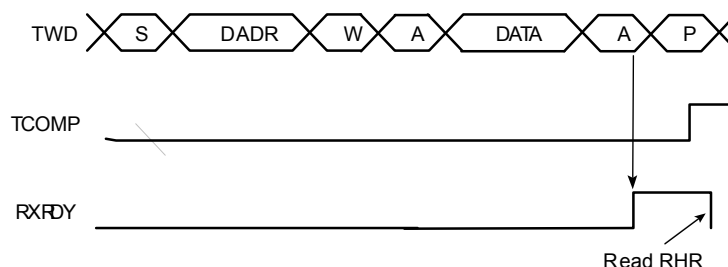 TWD S DADR W A DATA A P
TCOMP
RXRDY
Read RHR